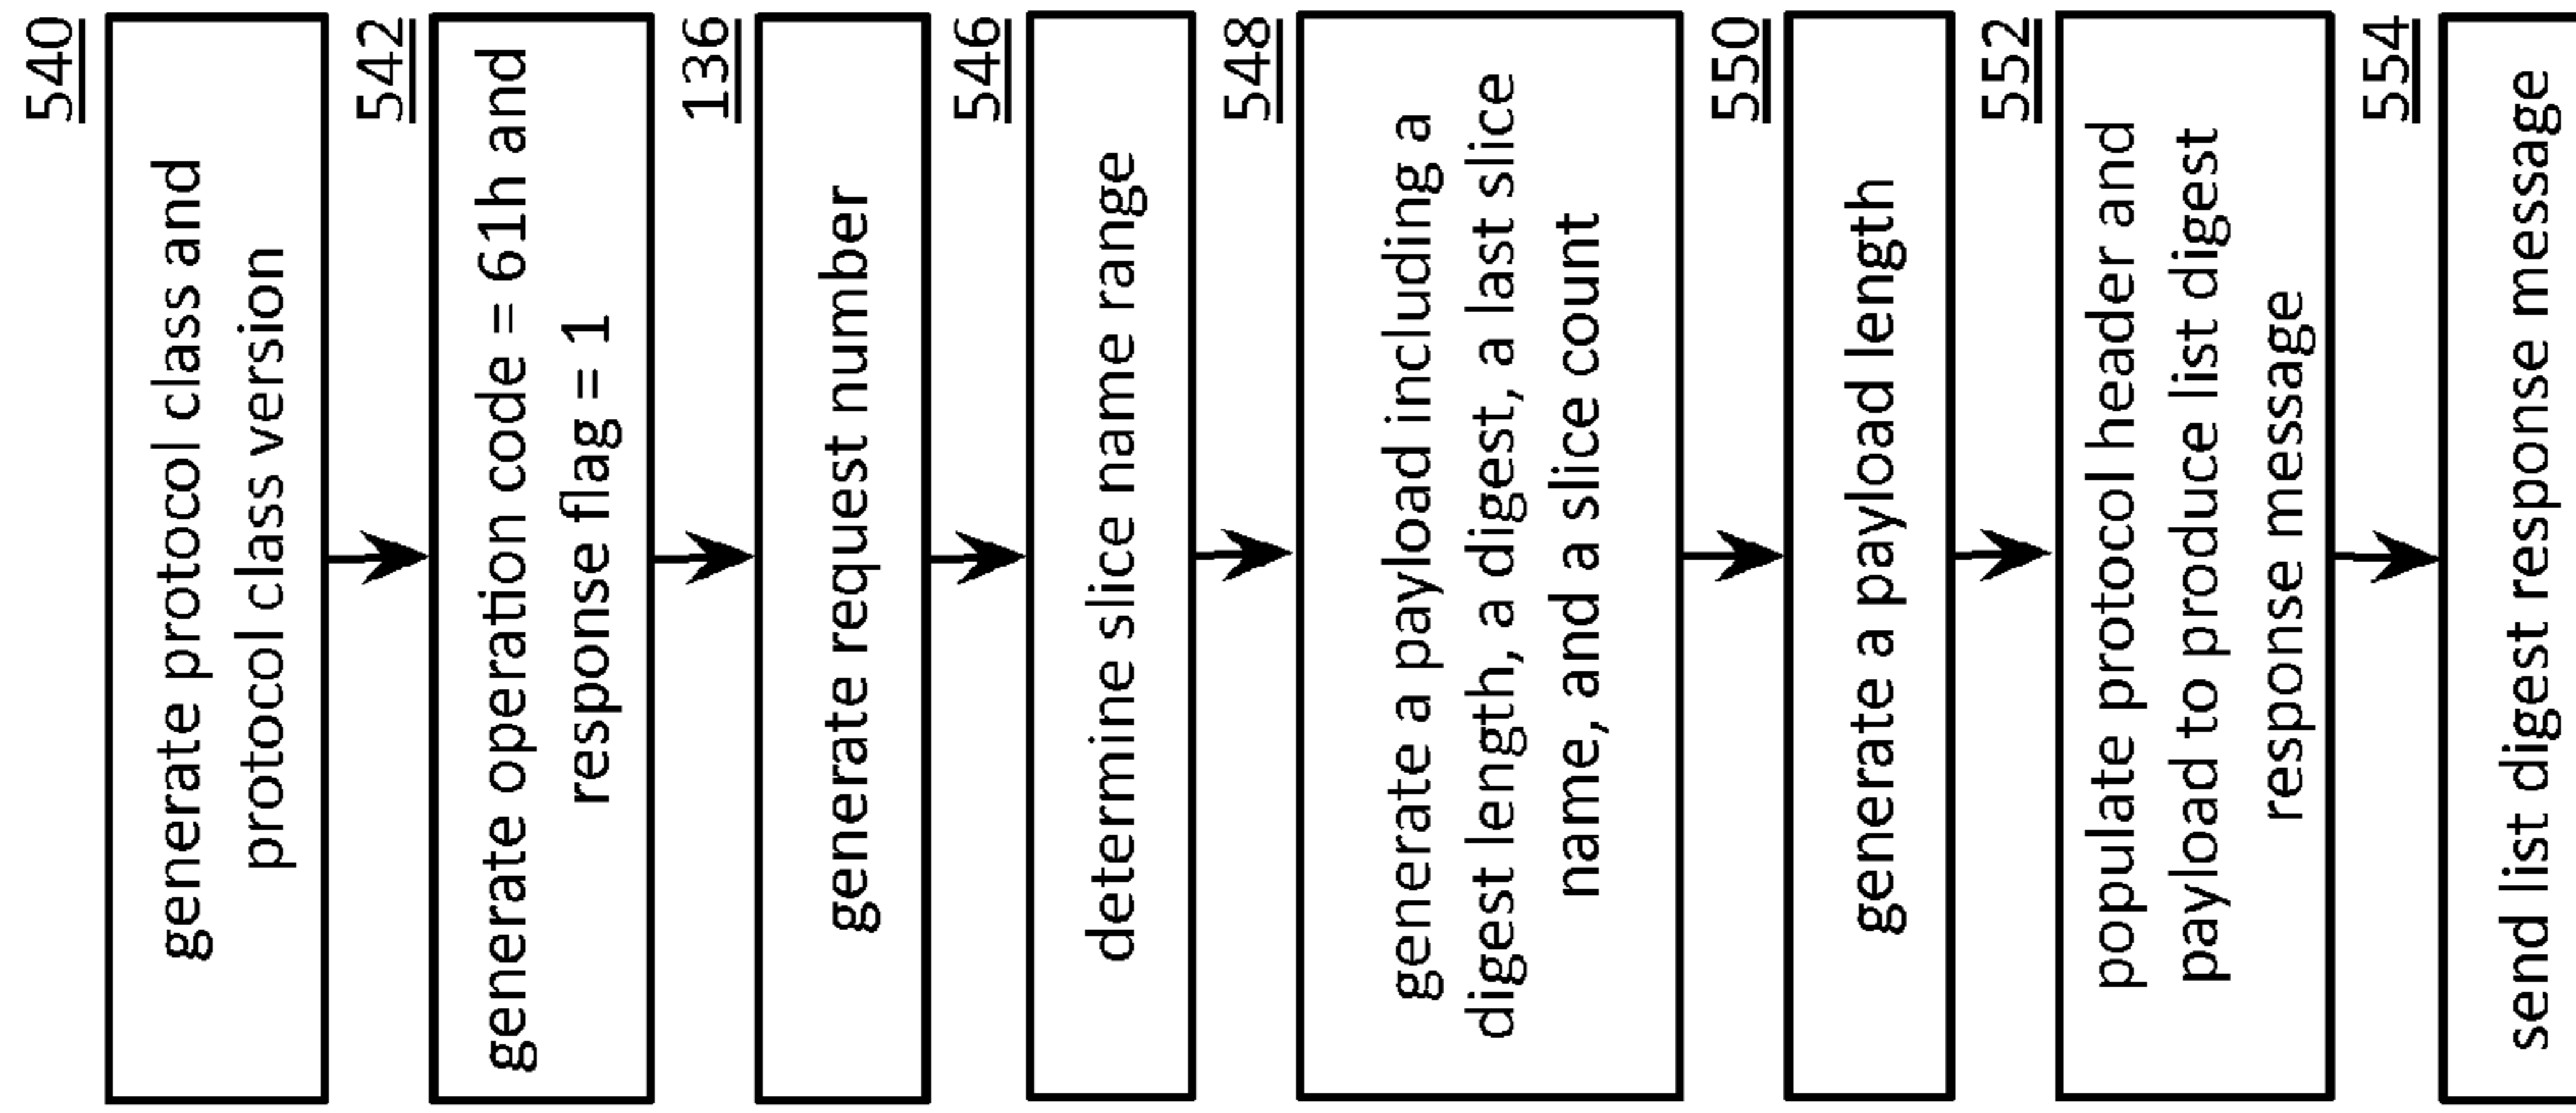 540
generate protocol class and
protocol class version
542
generate operation code = 61h and
response flag = 1
136
generate request number
546
determine slice name range
548
generate a payload including a
digest length, a digest, a last slice
name, and a slice count
550
generate a payload length
552
populate protocol header and
payload to produce list digest
response message
554
send list digest response message